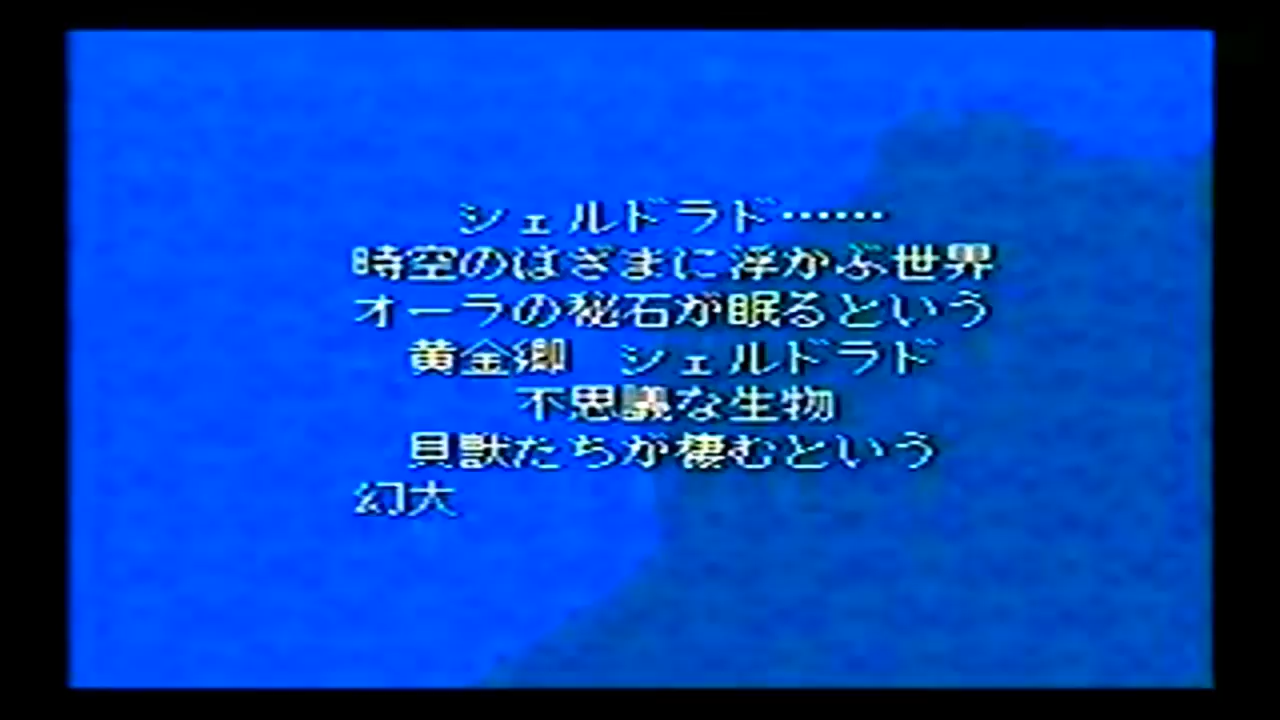 シェルドラド……
時空のはざまに浮かぶ世界
オーラの秘石が眠るという
黄金郷　シェルドラド
不思議な生物
貝獣たちが棲むという
幻大